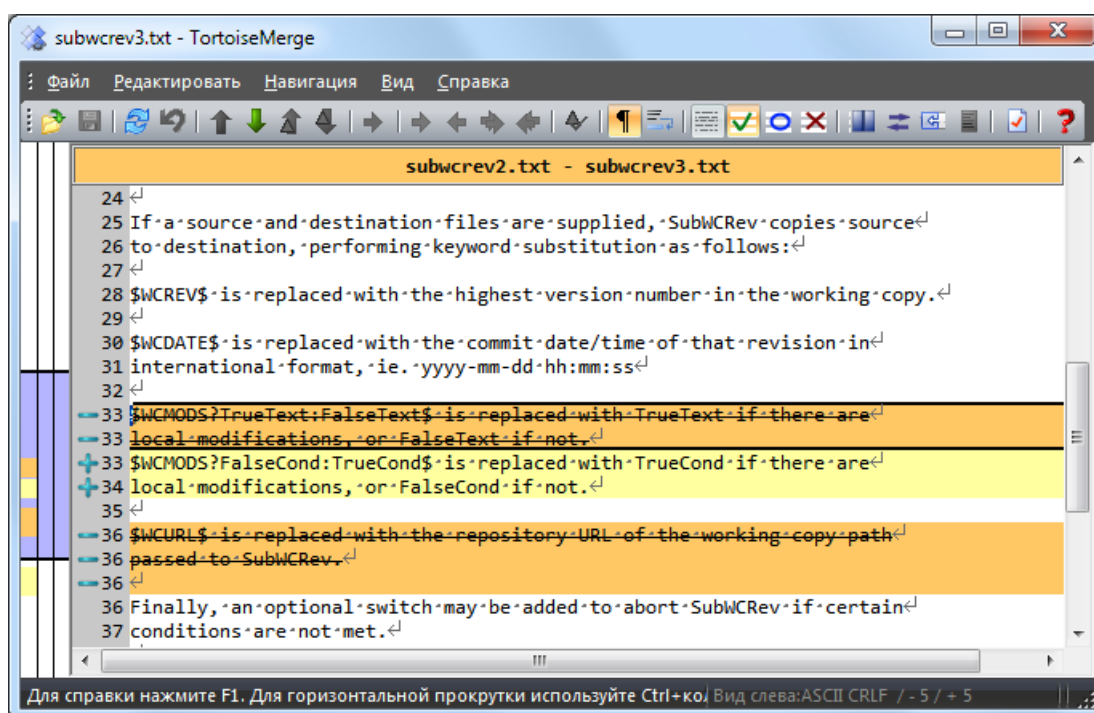 subwcrev3.txt - TortoiseMerge
Файл Редактировать Навигация Вид Справка
subwcrev2.txt - subwcrev3.txt
24
25 If a source and destination files are supplied, SubWCRev copies source
26 to destination, performing keyword substitution as follows:
27
28 $WCREV$ is replaced with the highest version number in the working copy.
29
30 $WCDATE$ is replaced with the commit date/time of that revision in
31 international format, ie. yyyy-mm-dd hh:mm:ss
32
33 $WCMODS?TrueText:FalseText$ is replaced with TrueText if there are
33 local modifications, or FalseText if not.
33 $WCMODS?FalseCond:TrueCond$ is replaced with TrueCond if there are
34 local modifications, or FalseCond if not.
35
36 $WCURL$ is replaced with the repository URL of the working copy path
36 passed to SubWCRev.
36
36 Finally, an optional switch may be added to abort SubWCRev if certain
37 conditions are not met.
Для справки нажмите F1. Для горизонтальной прокрутки используйте Ctrl+ко Вид слева:ASCII CRLF / - 5 / + 5